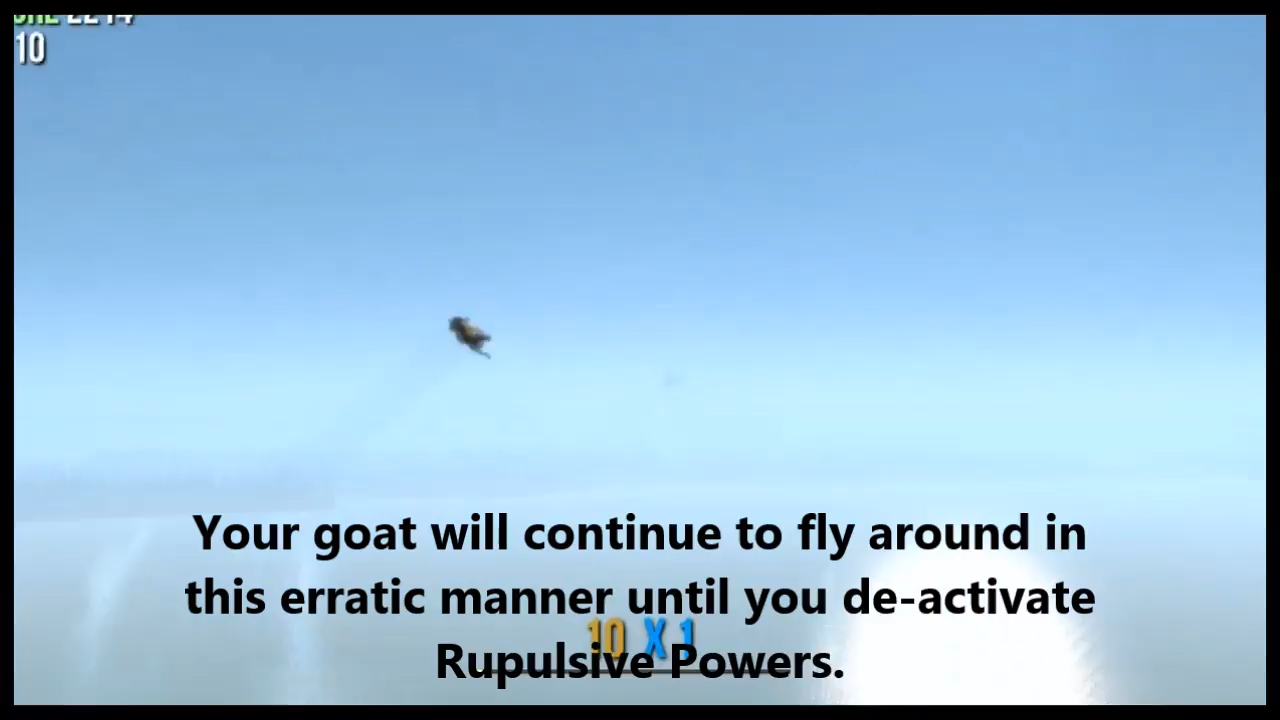 10
Your goat will continue to fly around in
this erratic manner until you de-activate
10 X 1
Rupulsive Powers.